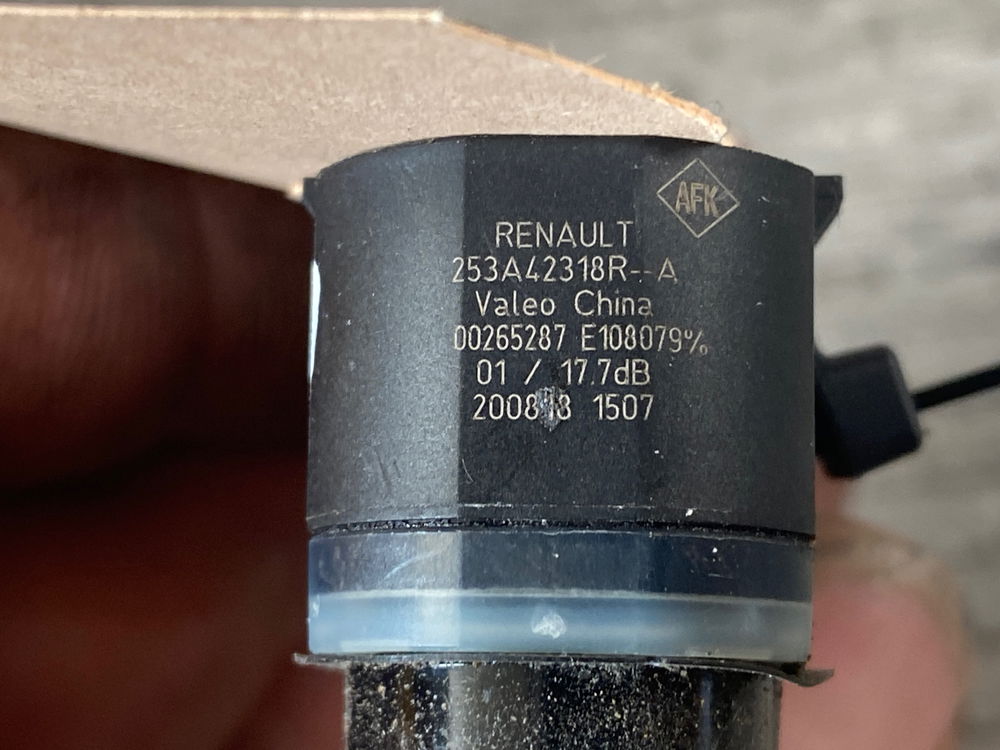 AFK
RENAULT
253A42318R--A
Valeo China
00265287 E108079%
01 / 17.7dB
1507